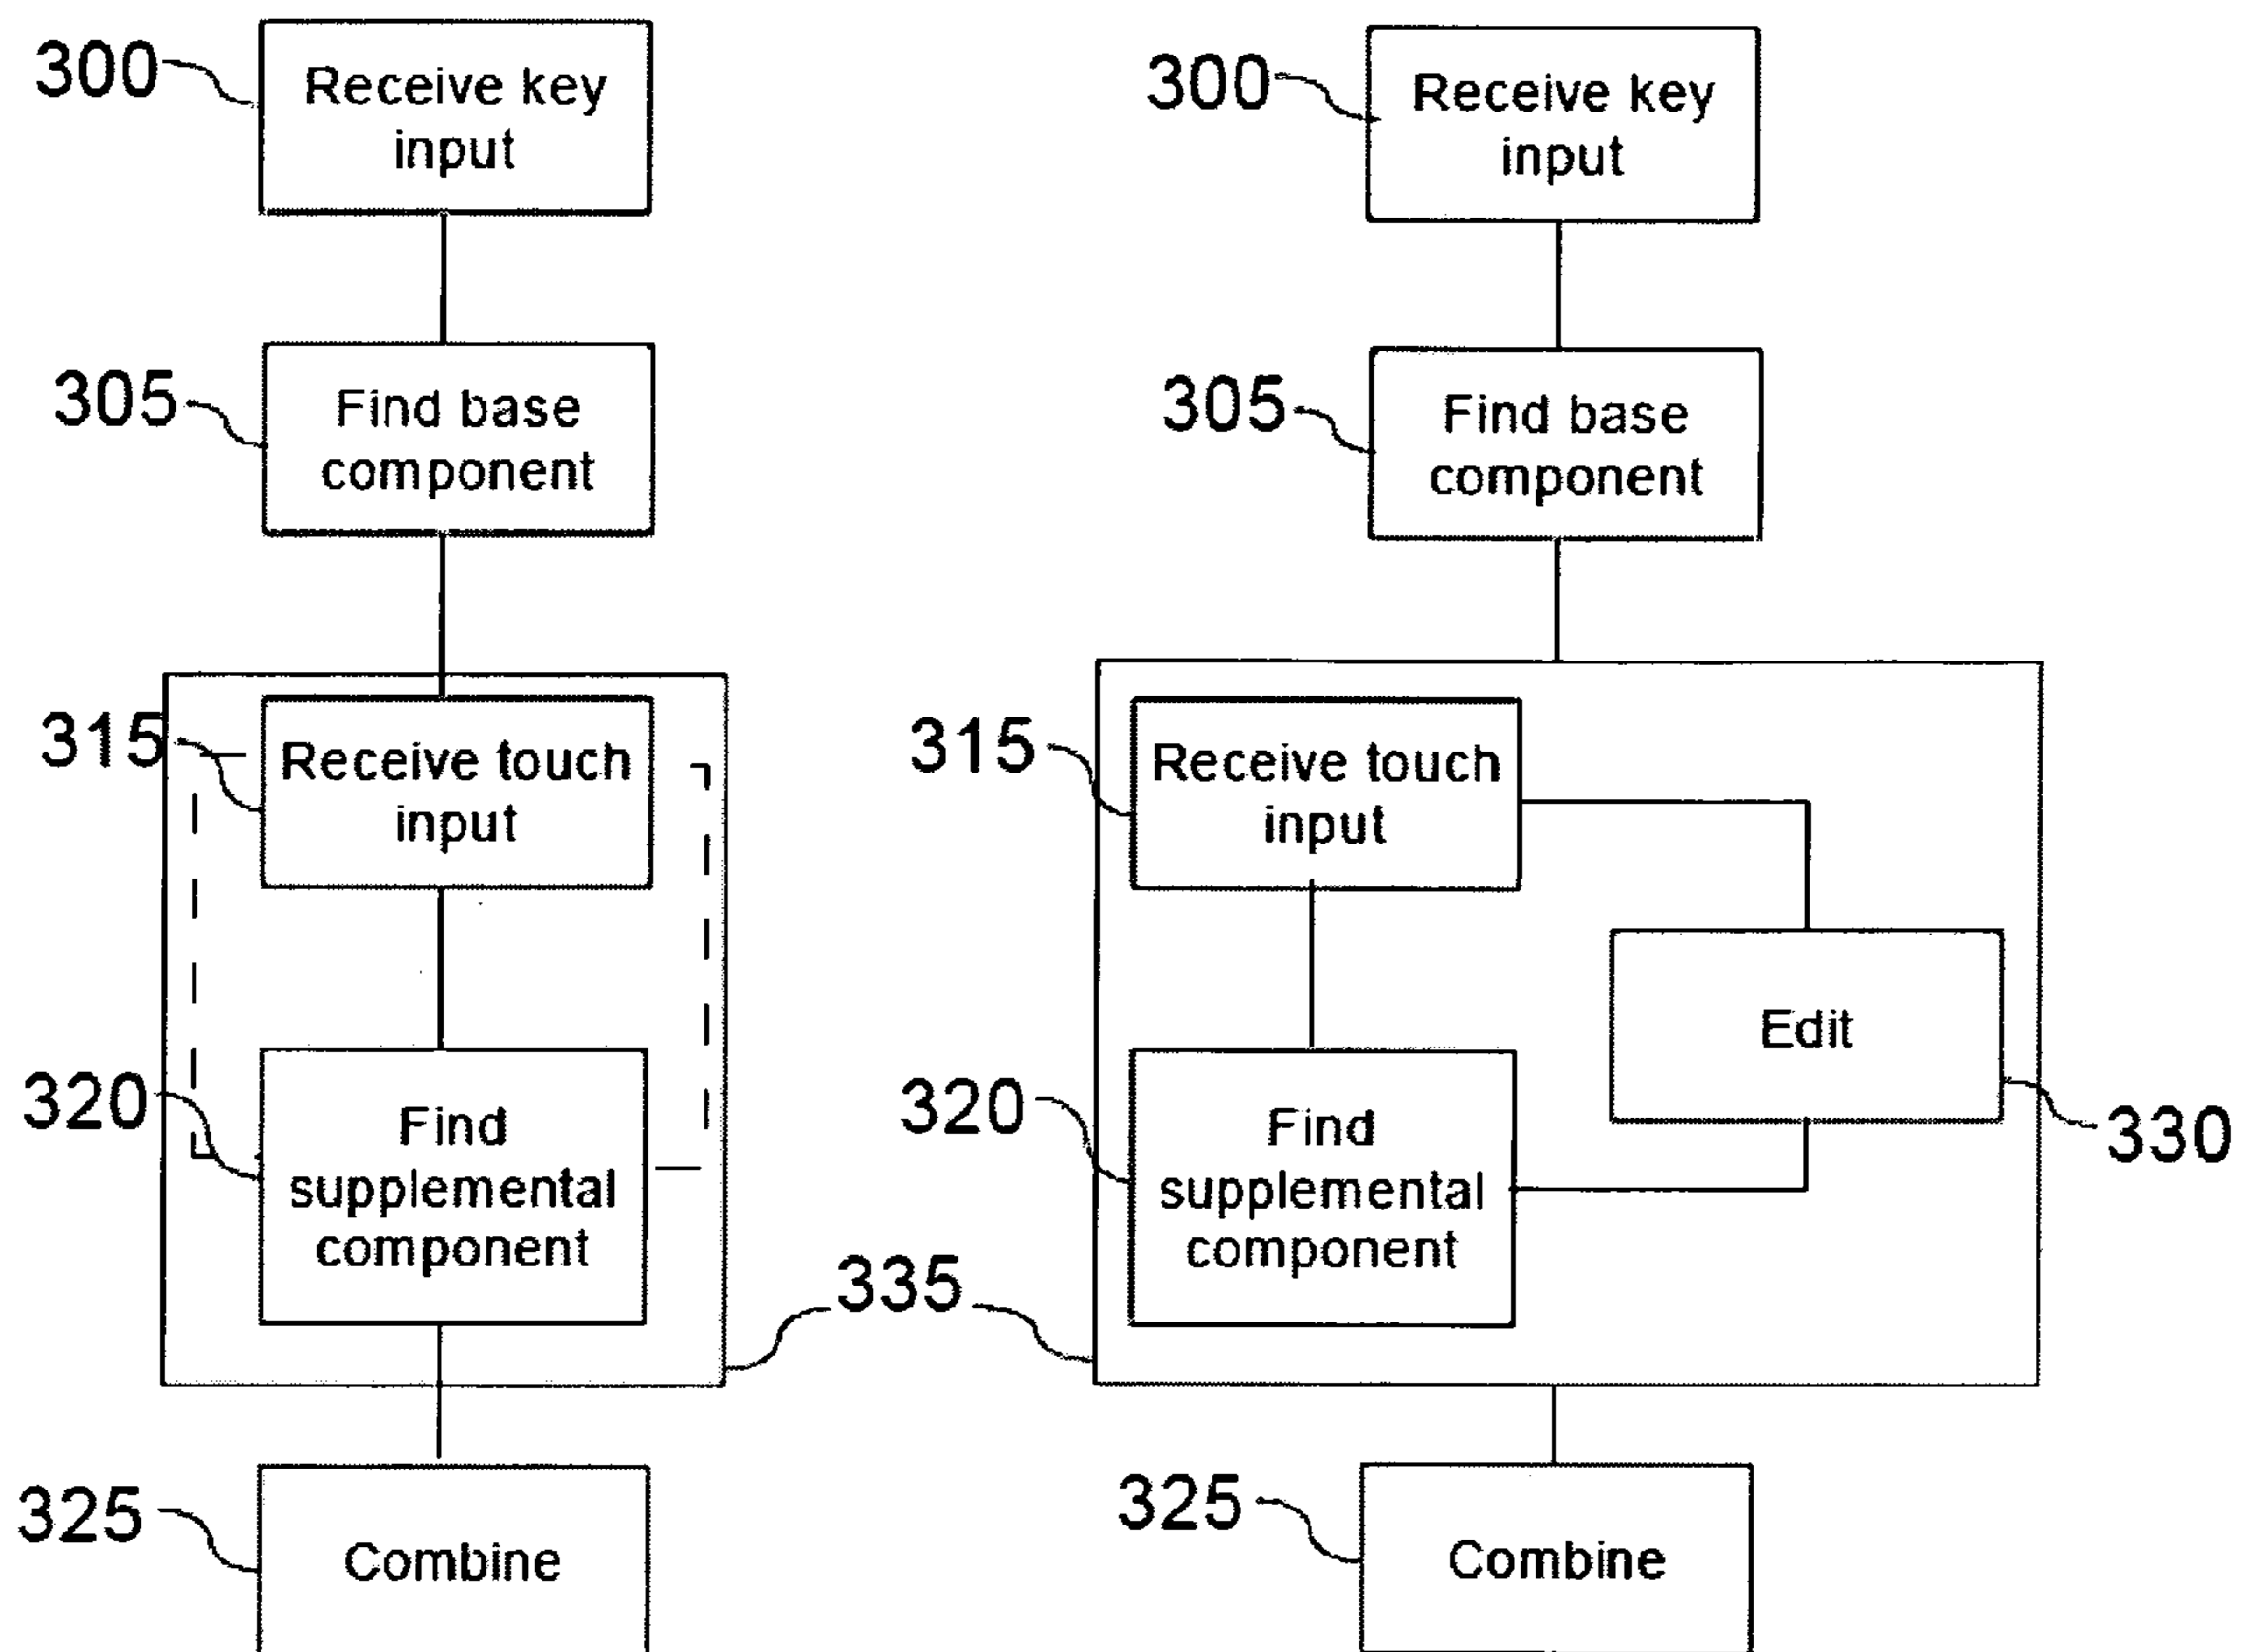 300
Receive key
input
305
Find base
component
315
Receive touch
input
320
Find
supplemental
component
335
325
Combine
300
Receive key
input
305
Find base
component
315
Receive touch
input
Edit
330
320
Find
supplemental
component
325
Combine